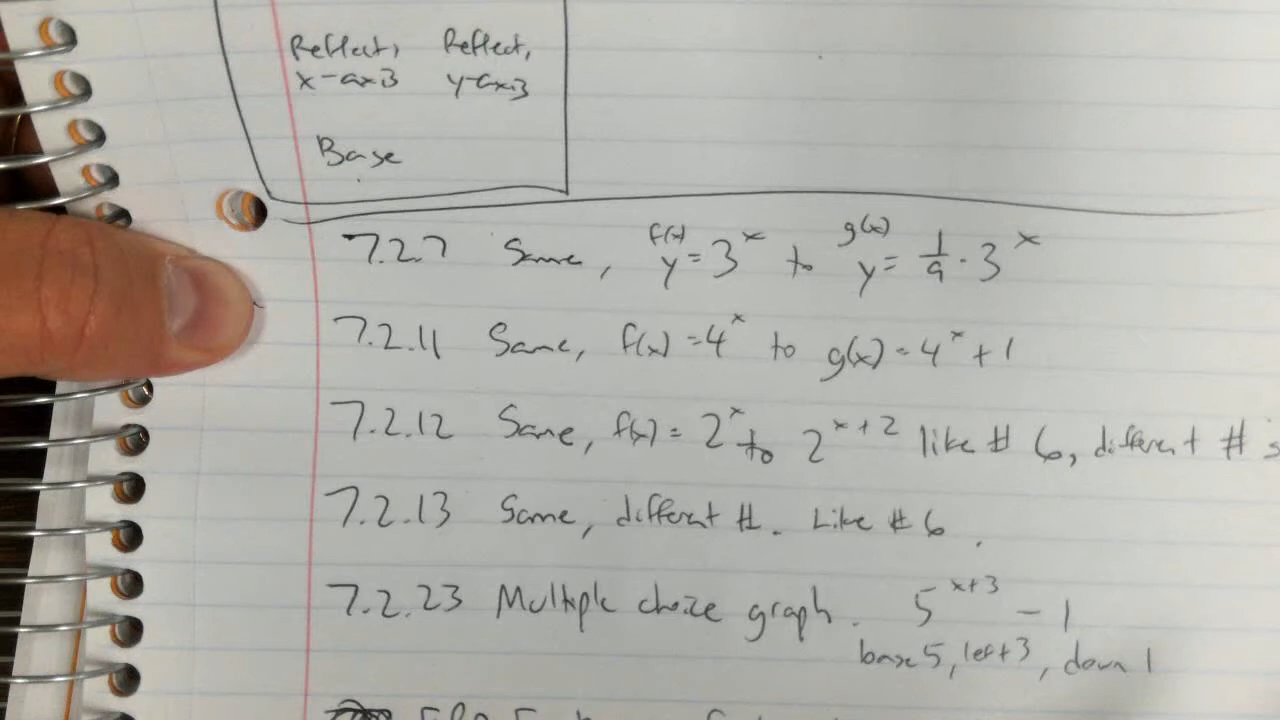 Reflect, Reflect,
x-axis y-axis
Base
7.2.7 Same, f(x) y=3^x to g(x) y= 1/9 · 3^x
7.2.11 Same, f(x)=4^x to g(x)=4^x+1
7.2.12 Same, f(x)=2^x to 2^x+2 like # 6, different #s
7.2.13 Same, different #. Like #6.
7.2.23 Multiple choice graph. 5^x+3 - 1
base 5, left 3, down 1